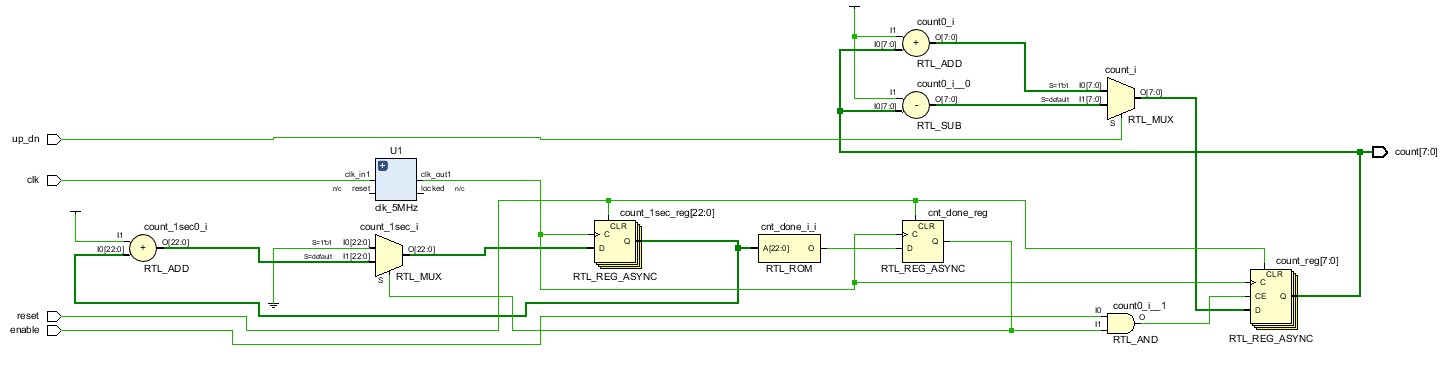 count0_i
I1
I0[7:0]
+
O[7:0]
RTL_ADD
count0_i__0
I1
I0[7:0]
-
O[7:0]
RTL_SUB
count_i
S=1'b1
I0[7:0]
S=default
I1[7:0]
O[7:0]
S
RTL_MUX
up_dn
count[7:0]
U1
clk
clk_in1
clk_out1
n/c
reset
locked
n/c
clk_5MHz
count_1sec0_i
I1
I0[22:0]
+
O[22:0]
RTL_ADD
count_1sec_i
S=1'b1
I0[22:0]
S=default
I1[22:0]
O[22:0]
S
RTL_MUX
count_1sec_reg[22:0]
CLR
C
D
Q
RTL_REG_ASYNC
cnt_done_i_i
A[22:0]
O
RTL_ROM
cnt_done_reg
CLR
C
D
Q
RTL_REG_ASYNC
count_reg[7:0]
CLR
C
CE
D
Q
RTL_REG_ASYNC
reset
enable
count0_i__1
I0
I1
O
RTL_AND